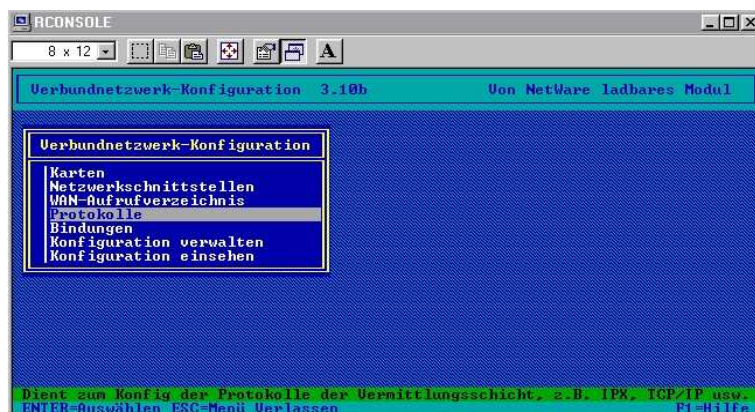 RCONSOLE
8 x 12 A
Verbundnetzwerk-Konfiguration 3.10b Von NetWare ladbares Modul
Verbundnetzwerk-Konfiguration
Karten
Netzwerkschnittstellen
WAN-Aufrufverzeichnis
Protokolle
Bindungen
Konfiguration verwalten
Konfiguration einsehen
Dient zum Konfig der Protokolle der Vermittlungsschicht, z.B. IPX, TCP/IP usw.
ENTER=Auswählen ESC=Menü Verlassen F1=Hilfe